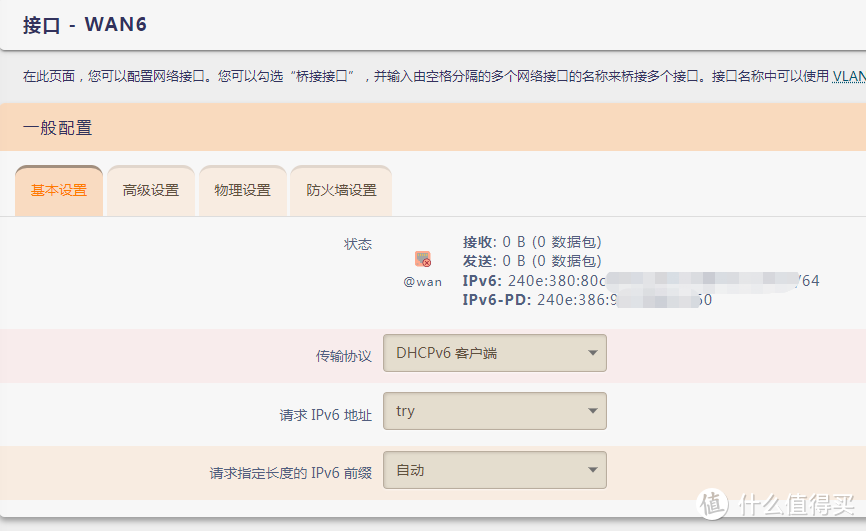 接口 - WAN6
在此页面，您可以配置网络接口。您可以勾选“桥接接口”，并输入由空格分隔的多个网络接口的名称来桥接多个接口。接口名称中可以使用 VLAN
一般配置
基本设置 高级设置 物理设置 防火墙设置
状态
@wan
接收: 0 B (0 数据包)
发送: 0 B (0 数据包)
IPv6: 240e:380:80c /64
IPv6-PD: 240e:386:9 60
传输协议 DHCPv6 客户端
请求 IPv6 地址 try
请求指定长度的 IPv6 前缀 自动
值 什么值得买